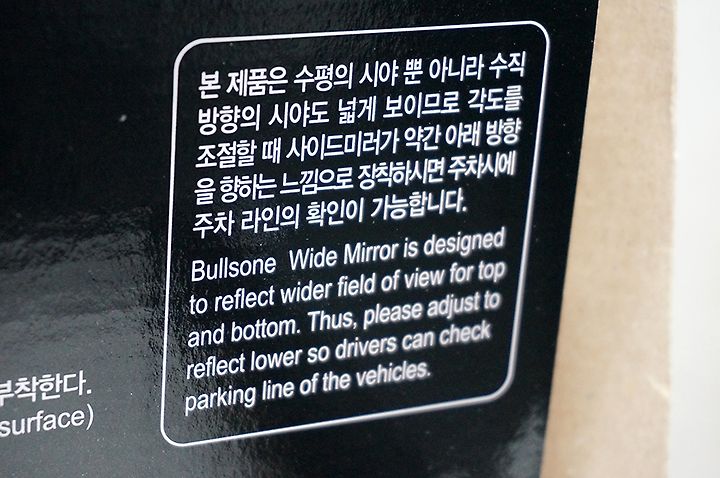 본 제품은 수평의 시야 뿐 아니라 수직
방향의 시야도 넓게 보이므로 각도를
조절할 때 사이드미러가 약간 아래 방향
을 향하는 느낌으로 장착하시면 주차시에
주차 라인의 확인이 가능합니다.
Bullsone Wide Mirror is designed
to reflect wider field of view for top
and bottom. Thus, please adjust to
reflect lower so drivers can check
parking line of the vehicles.
부착한다.
surface)